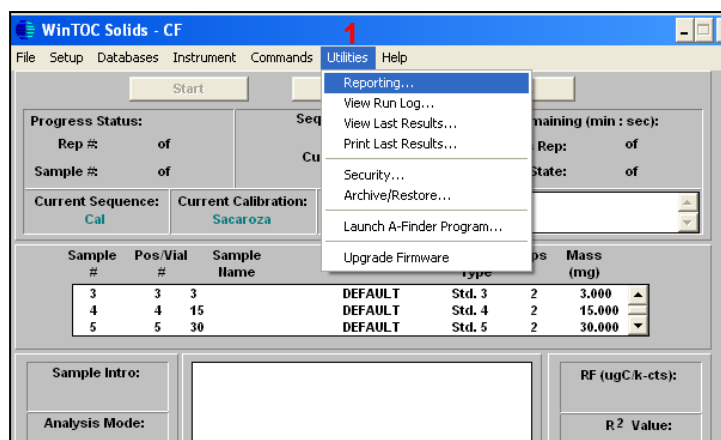 WinTOC Solids - CF
1
File Setup Databases Instrument Commands Utilities Help
Start
Reporting...
View Run Log...
View Last Results...
Print Last Results...
Security...
Archive/Restore...
Launch A-Finder Program...
Upgrade Firmware
Progress Status:
Rep #: of
Sample #: of
Seq
Cu
maining (min : sec):
Rep: of
State: of
Current Sequence:
Cal
Current Calibration:
Sacaroza
Sample # Pos/Vial # Sample Name Type ps Mass (mg)
3 3 3 DEFAULT Std. 3 2 3.000
4 4 15 DEFAULT Std. 4 2 15.000
5 5 30 DEFAULT Std. 5 2 30.000
Sample Intro:
Analysis Mode:
RF (ugC/k-cts):
R2 Value: